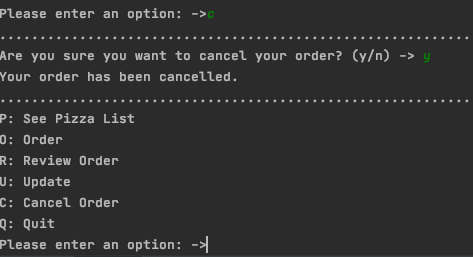 Please enter an option: ->c
................................................................
Are you sure you want to cancel your order? (y/n) -> y
Your order has been cancelled.
................................................................
P: See Pizza List
O: Order
R: Review Order
U: Update
C: Cancel Order
Q: Quit
Please enter an option: ->